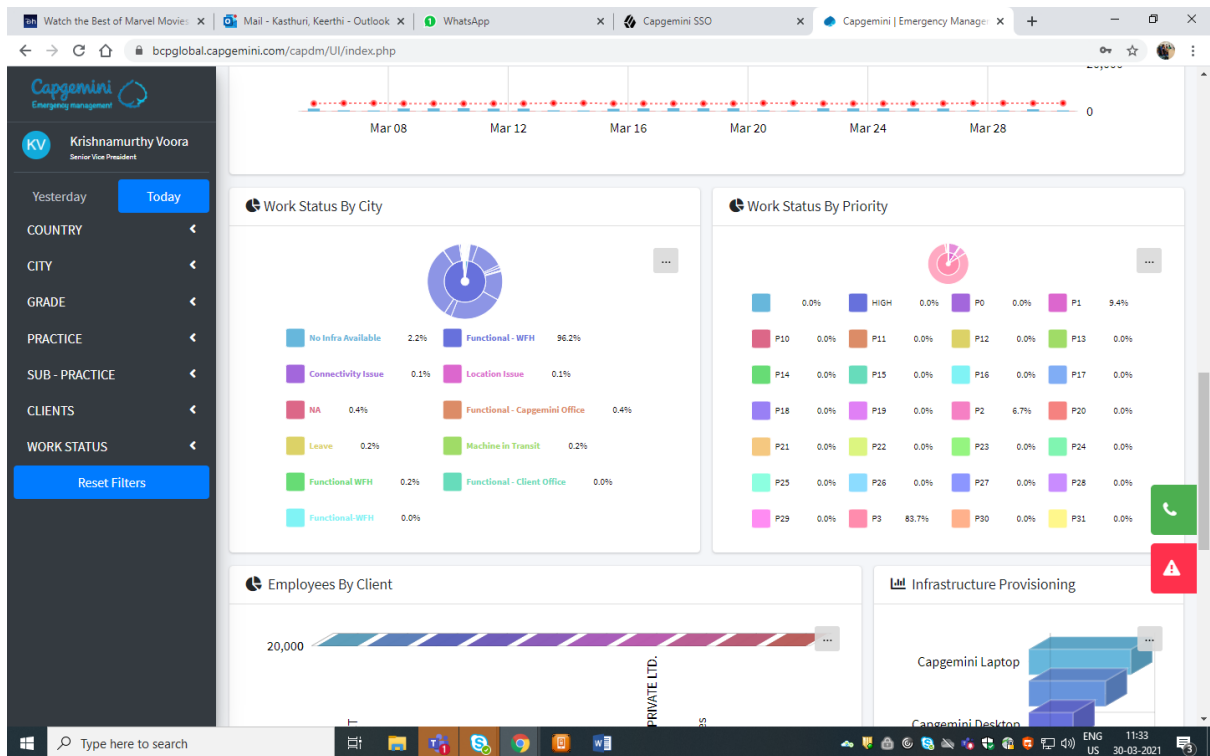 Watch the Best of Marvel Movies
Mail - Kasthuri, Keerthi - Outlook
WhatsApp
Capgemini SSO
Capgemini | Emergency Manage
bcpglobal.capgemini.com/capdm/UI/index.php
Capgemini
Emergency management
KV
Krishnamurthy Voora
Senior Vice President
Yesterday Today
COUNTRY
CITY
GRADE
PRACTICE
SUB - PRACTICE
CLIENTS
WORK STATUS
Reset Filters
0
Mar 08 Mar 12 Mar 16 Mar 20 Mar 24 Mar 28
Work Status By City
...
No Infra Available 2.2% Functional - WFH 96.2%
Connectivity Issue 0.1% Location Issue 0.1%
NA 0.4% Functional - Capgemini Office 0.4%
Leave 0.2% Machine in Transit 0.2%
Functional WFH 0.2% Functional - Client Office 0.0%
Functional-WFH 0.0%
Work Status By Priority
...
0.0% HIGH 0.0% P0 0.0% P1 9.4%
P10 0.0% P11 0.0% P12 0.0% P13 0.0%
P14 0.0% P15 0.0% P16 0.0% P17 0.0%
P18 0.0% P19 0.0% P2 6.7% P20 0.0%
P21 0.0% P22 0.0% P23 0.0% P24 0.0%
P25 0.0% P26 0.0% P27 0.0% P28 0.0%
P29 0.0% P3 83.7% P30 0.0% P31 0.0%
Employees By Client
...
20,000
PRIVATE LTD.
Infrastructure Provisioning
...
Capgemini Laptop
Capgemini Desktop
Type here to search
ENG
US
11:33
30-03-2021